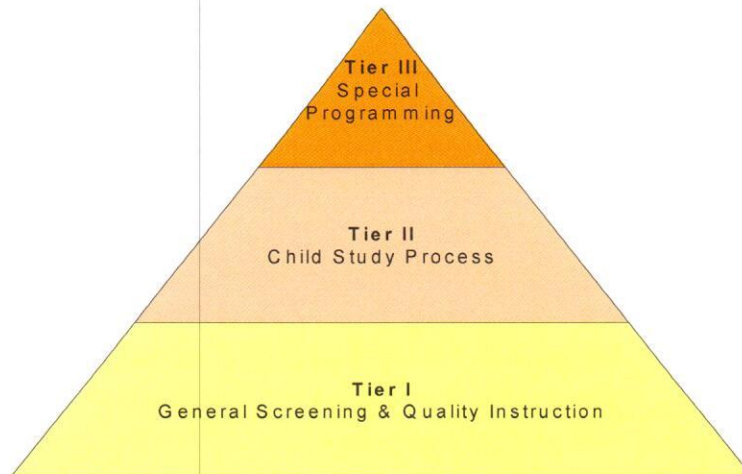 Tier III
Special
Programming
Tier II
Child Study Process
Tier I
General Screening & Quality Instruction